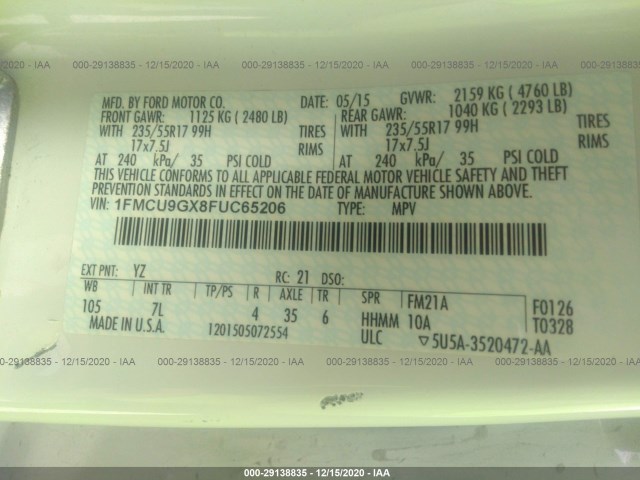 000-29138835 - 12/15/2020 - IAA
000-29138835 - 12/15/2020 - IAA
000-29138835 - 12/15/2020 - IAA
MFD. BY FORD MOTOR CO. DATE: 05/15 GVWR: 2159 KG ( 4760 LB)
FRONT GAWR: 1125 KG ( 2480 LB) REAR GAWR: 1040 KG ( 2293 LB)
WITH 235/55R17 99H TIRES WITH 235/55R17 99H TIRES
17x7.5J RIMS 17x7.5J RIMS
AT 240 kPa/ 35 PSI COLD AT 240 kPa/ 35 PSI COLD
THIS VEHICLE CONFORMS TO ALL APPLICABLE FEDERAL MOTOR VEHICLE SAFETY AND THEFT
PREVENTION STANDARDS IN EFFECT ON THE DATE OF MANUFACTURE SHOWN ABOVE.
VIN: 1FMCU9GX8FUC65206 TYPE: MPV
EXT PNT: YZ RC: 21 DSO:
WB INT TR TP/PS R AXLE TR SPR FM21A F0126
105 7L 4 35 6 HHMM 10A T0328
MADE IN U.S.A. 1201505072554 ULC ▽5U5A-3520472-AA
000-29138835 - 12/15/2020 - IAA
000-29138835 - 12/15/2020 - IAA
000-29138835 - 12/15/2020 - IAA
000-29138835 - 12/15/2020 - IAA